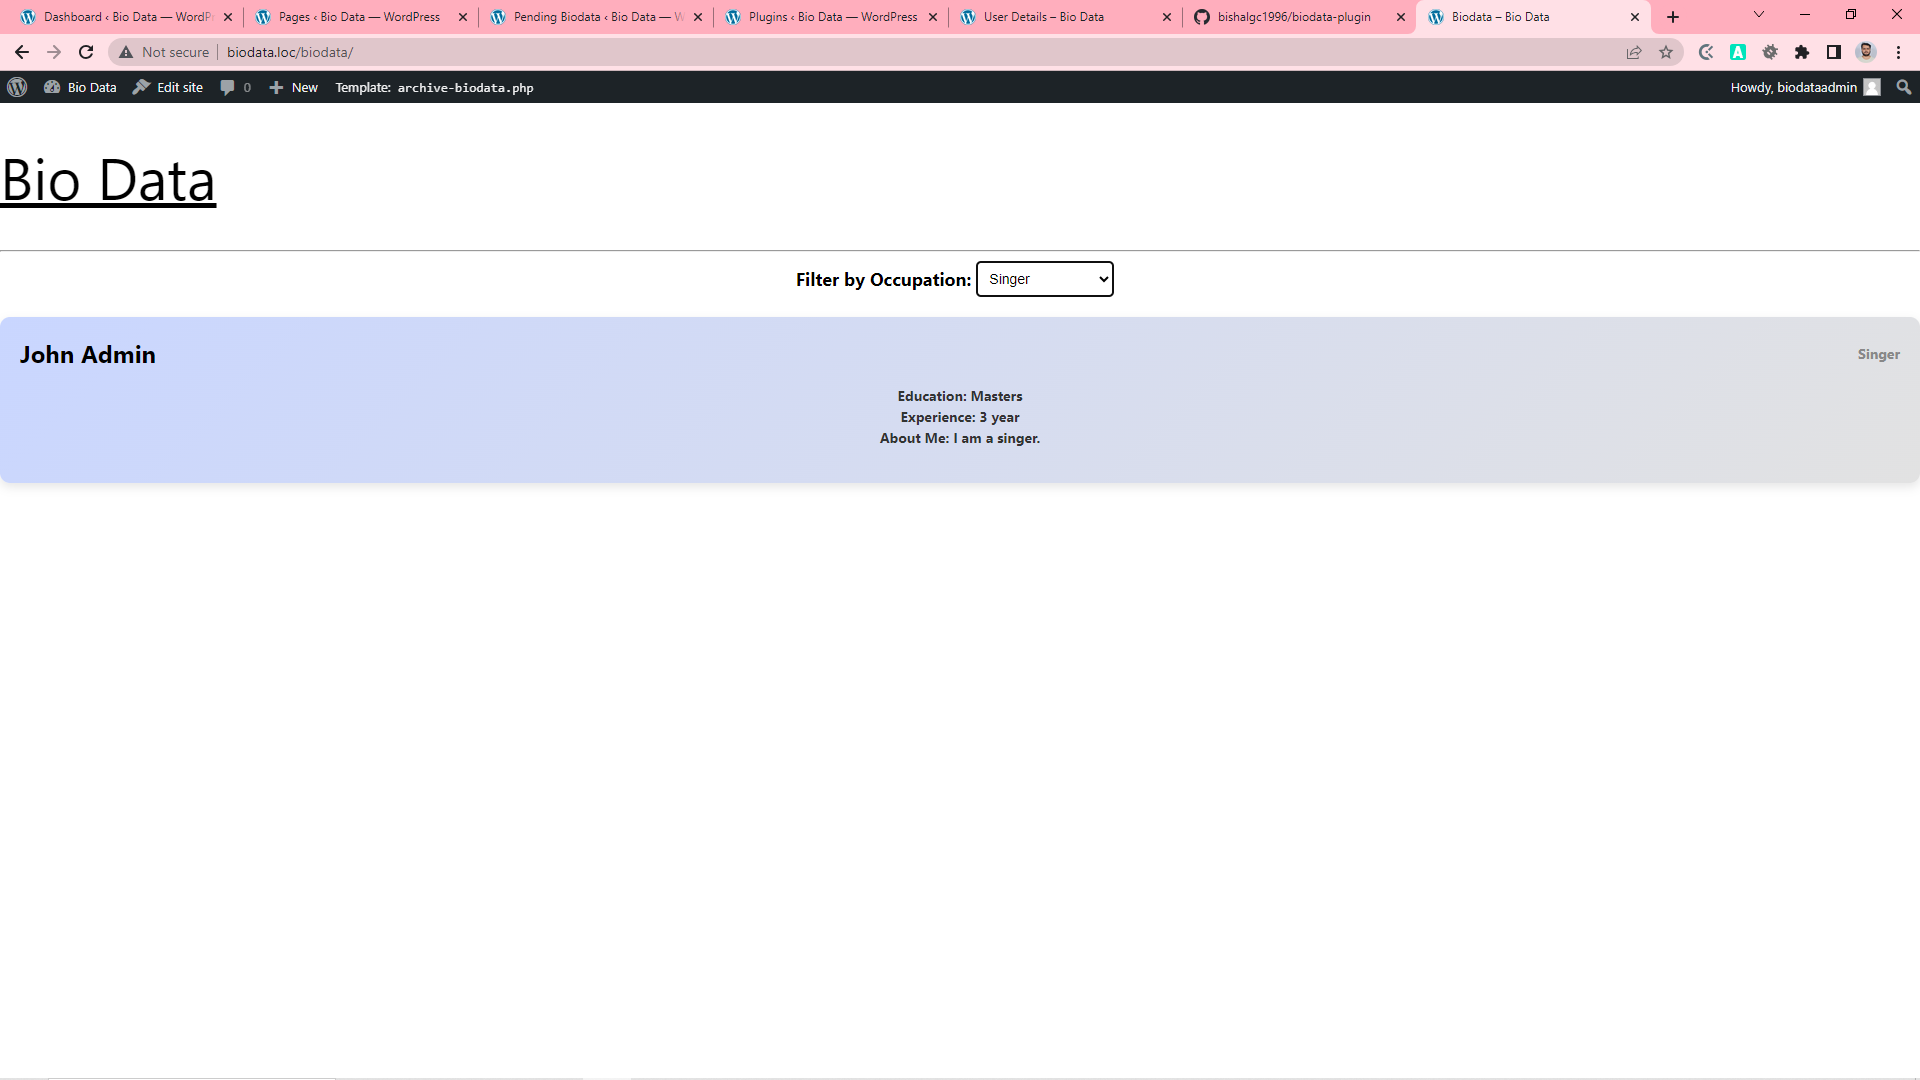 Dashboard ‹ Bio Data — WordPr
Pages ‹ Bio Data — WordPress
Pending Biodata ‹ Bio Data — W
Plugins ‹ Bio Data — WordPress
User Details – Bio Data
bishalgc1996/biodata-plugin
Biodata – Bio Data
Not secure
biodata.loc/biodata/
A
Bio Data
Edit site
0
New
Template: archive-biodata.php
Howdy, biodataadmin
Bio Data
Filter by Occupation: Singer
John Admin
Singer
Education: Masters
Experience: 3 year
About Me: I am a singer.